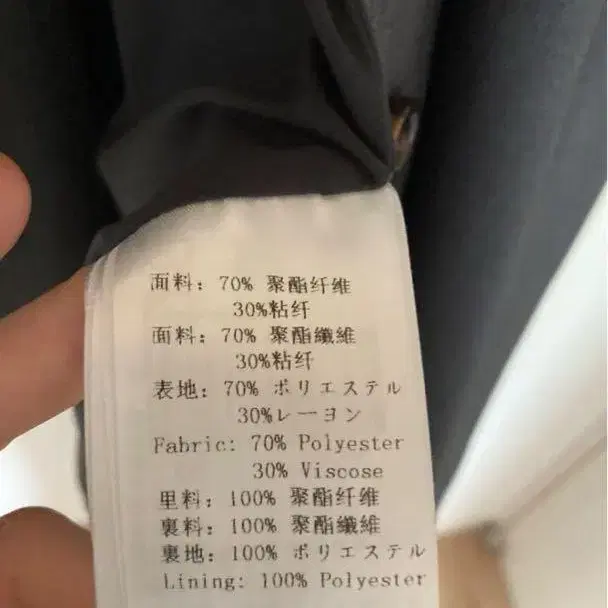 面料: 70% 聚酯纤维
30%粘纤
面料: 70% 聚酯纖維
30%粘纤
表地: 70% ポリエステル
30%レーヨン
Fabric: 70% Polyester
30% Viscose
里料: 100% 聚酯纤维
裏料: 100% 聚酯纖維
裏地: 100% ポリエステル
Lining: 100% Polyester